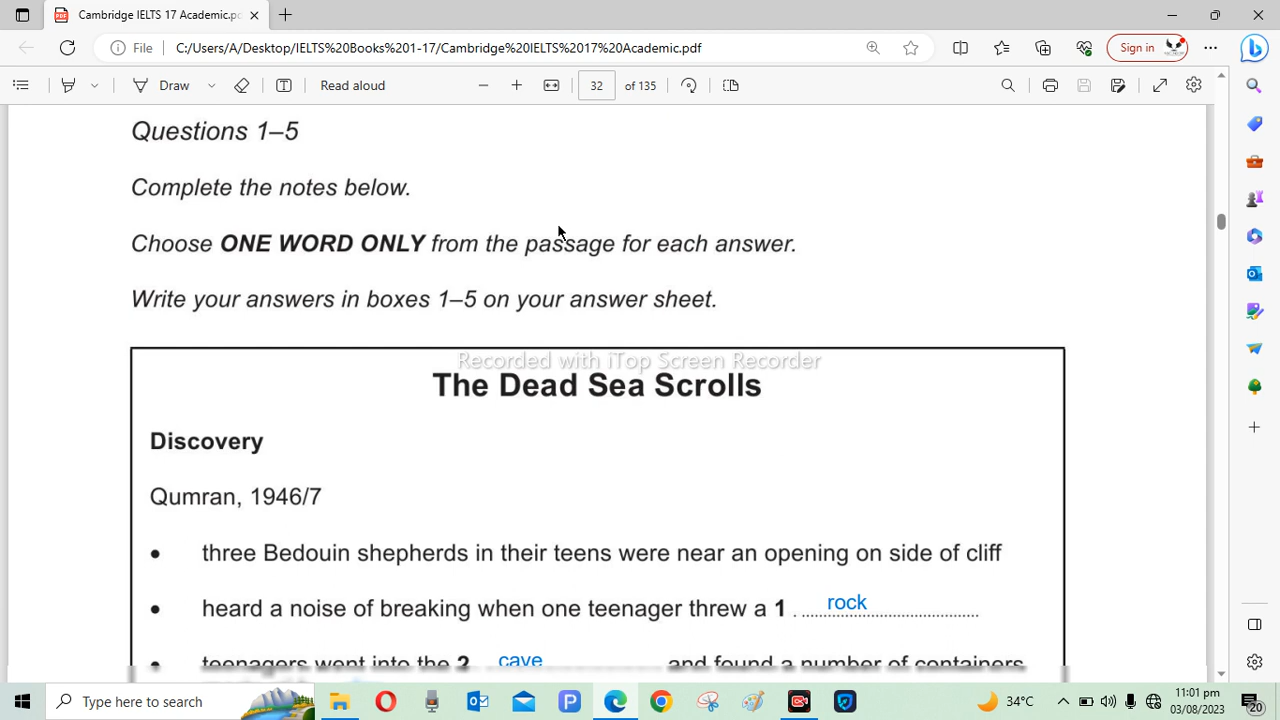 Cambridge IELTS 17 Academic.pd
File C:/Users/A/Desktop/IELTS%20Books%201-17/Cambridge%20IELTS%2017%20Academic.pdf Sign in
Draw Read aloud 32 of 135
Questions 1–5
Complete the notes below.
Choose ONE WORD ONLY from the passage for each answer.
Write your answers in boxes 1–5 on your answer sheet.
Recorded with iTop Screen Recorder
The Dead Sea Scrolls
Discovery
Qumran, 1946/7
• three Bedouin shepherds in their teens were near an opening on side of cliff
• heard a noise of breaking when one teenager threw a 1 . rock
• teenagers went into the 2 cave and found a number of containers
Type here to search 34°C 11:01 pm
03/08/2023 20